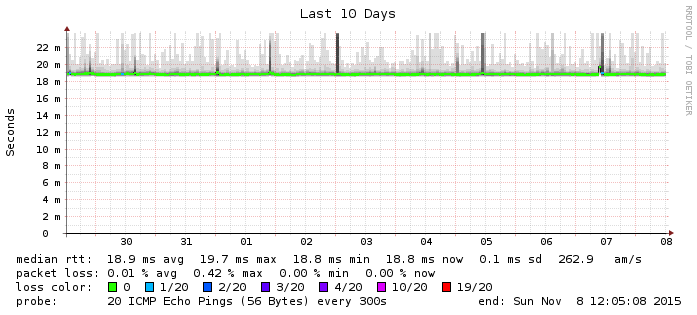 Last 10 Days
RRDTOOL / TOBI OETIKER
Seconds
22 m
20 m
18 m
16 m
14 m
12 m
10 m
8 m
6 m
4 m
2 m
0
30 31 01 02 03 04 05 06 07 08
median rtt: 18.9 ms avg 19.7 ms max 18.8 ms min 18.8 ms now 0.1 ms sd 262.9 am/s
packet loss: 0.01 % avg 0.42 % max 0.00 % min 0.00 % now
loss color: 0 1/20 2/20 3/20 4/20 10/20 19/20
probe: 20 ICMP Echo Pings (56 Bytes) every 300s end: Sun Nov 8 12:05:08 2015